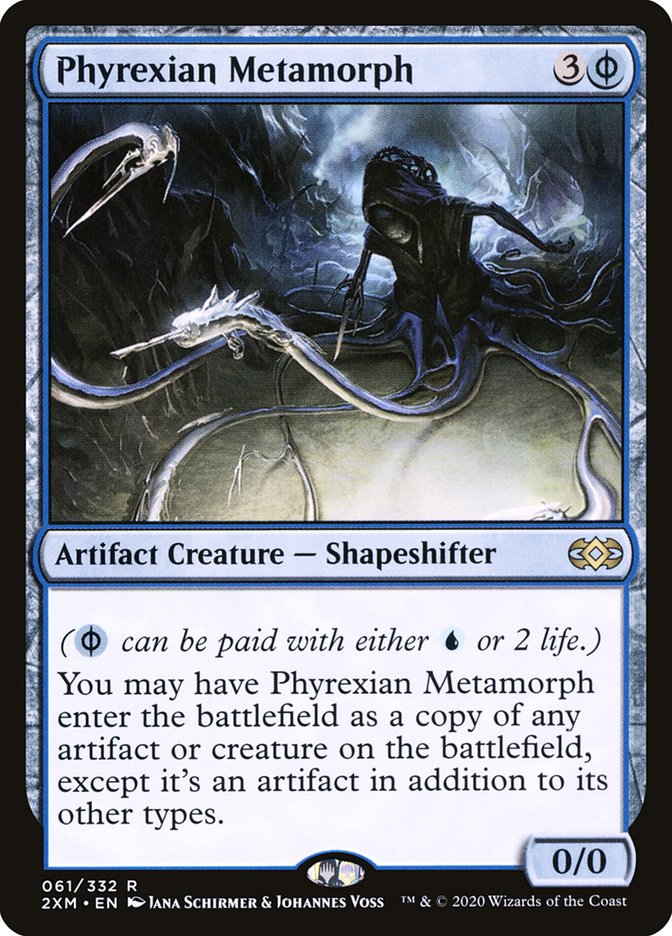 Phyrexian Metamorph 3
Artifact Creature — Shapeshifter
( can be paid with either or 2 life.)
You may have Phyrexian Metamorph
enter the battlefield as a copy of any
artifact or creature on the battlefield,
except it's an artifact in addition to its
other types.
0/0
061/332 R
2XM • EN Jana Schirmer & Johannes Voss ™ & © 2020 Wizards of the Coast